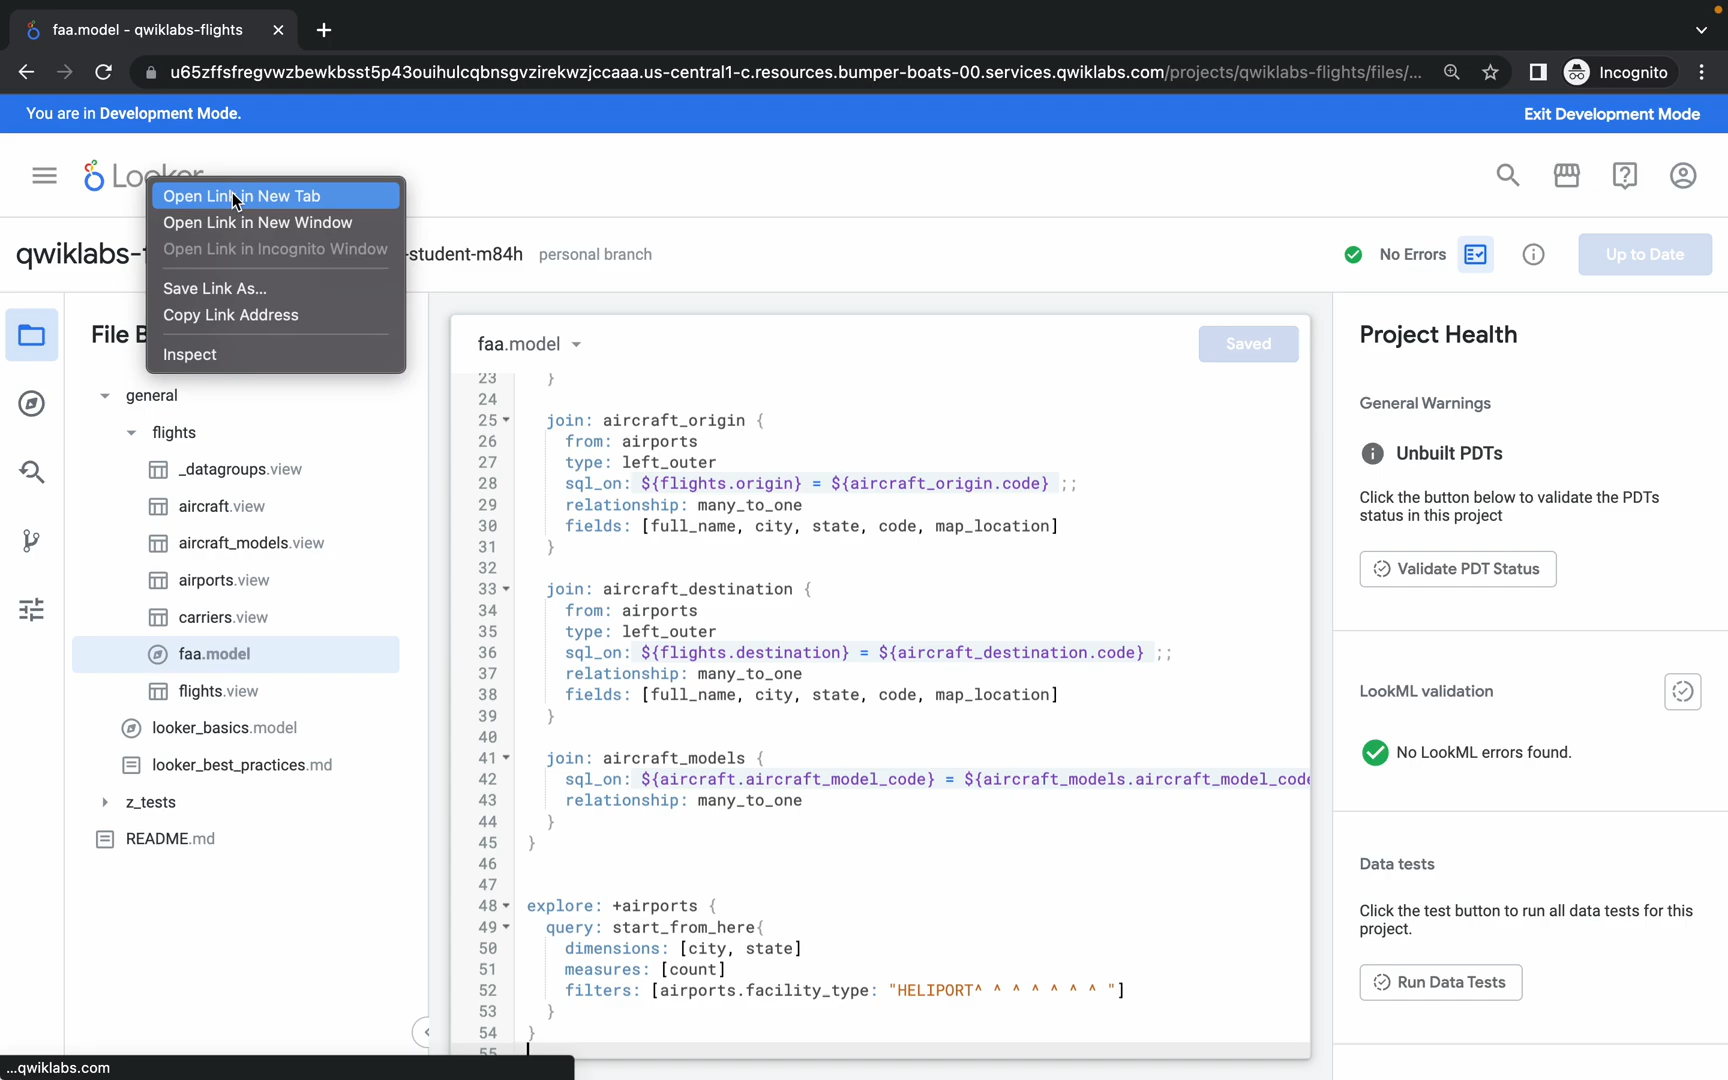 faa.model - qwiklabs-flights
u65zffsfregvwzbewkbsst5p43ouihulcqbnsgvzirekwzjccaaa.us-central1-c.resources.bumper-boats-00.services.qwiklabs.com/projects/qwiklabs-flights/files/...
Incognito
You are in Development Mode.
Exit Development Mode
Looker
Open Link in New Tab
Open Link in New Window
Open Link in Incognito Window
Save Link As...
Copy Link Address
Inspect
-student-m84h personal branch
No Errors
Up to Date
File B
general
flights
_datagroups.view
aircraft.view
aircraft_models.view
airports.view
carriers.view
faa.model
flights.view
looker_basics.model
looker_best_practices.md
z_tests
README.md
faa.model
Saved
23 }
24
25 join: aircraft_origin {
26 from: airports
27 type: left_outer
28 sql_on: ${flights.origin} = ${aircraft_origin.code} ;;
29 relationship: many_to_one
30 fields: [full_name, city, state, code, map_location]
31 }
32
33 join: aircraft_destination {
34 from: airports
35 type: left_outer
36 sql_on: ${flights.destination} = ${aircraft_destination.code} ;;
37 relationship: many_to_one
38 fields: [full_name, city, state, code, map_location]
39 }
40
41 join: aircraft_models {
42 sql_on: ${aircraft.aircraft_model_code} = ${aircraft_models.aircraft_model_code
43 relationship: many_to_one
44 }
45 }
46
47
48 explore: +airports {
49 query: start_from_here{
50 dimensions: [city, state]
51 measures: [count]
52 filters: [airports.facility_type: "HELIPORT^ ^ ^ ^ ^ ^ ^ "]
53 }
54 }
55
Project Health
General Warnings
Unbuilt PDTs
Click the button below to validate the PDTs
status in this project
Validate PDT Status
LookML validation
No LookML errors found.
Data tests
Click the test button to run all data tests for this
project.
Run Data Tests
...qwiklabs.com